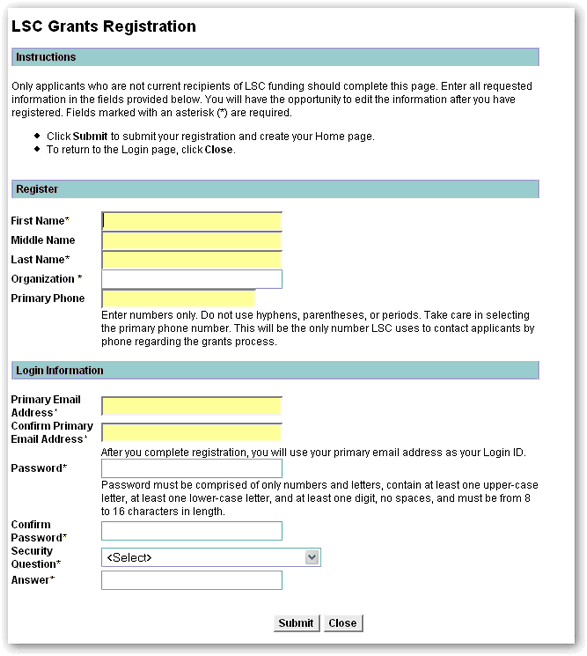 LSC Grants Registration
Instructions
Only applicants who are not current recipients of LSC funding should complete this page. Enter all requested
information in the fields provided below. You will have the opportunity to edit the information after you have
registered. Fields marked with an asterisk (*) are required.
◆ Click Submit to submit your registration and create your Home page.
◆ To return to the Login page, click Close.
Register
First Name*
Middle Name
Last Name*
Organization *
Primary Phone
Enter numbers only. Do not use hyphens, parentheses, or periods. Take care in selecting
the primary phone number. This will be the only number LSC uses to contact applicants by
phone regarding the grants process.
Login Information
Primary Email
Address*
Confirm Primary
Email Address*
After you complete registration, you will use your primary email address as your Login ID.
Password*
Password must be comprised of only numbers and letters, contain at least one upper-case
letter, at least one lower-case letter, and at least one digit, no spaces, and must be from 8
to 16 characters in length.
Confirm
Password*
Security
Question*
<Select>
Answer*
Submit Close